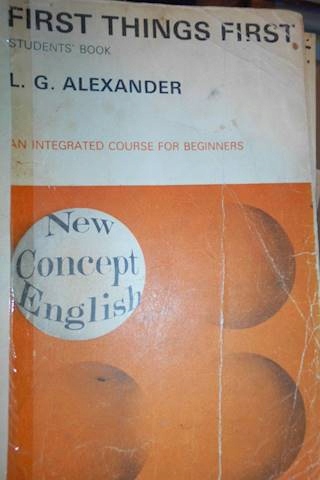 FIRST THINGS FIRST
STUDENTS' BOOK
L. G. ALEXANDER
AN INTEGRATED COURSE FOR BEGINNERS
New
Concept
English